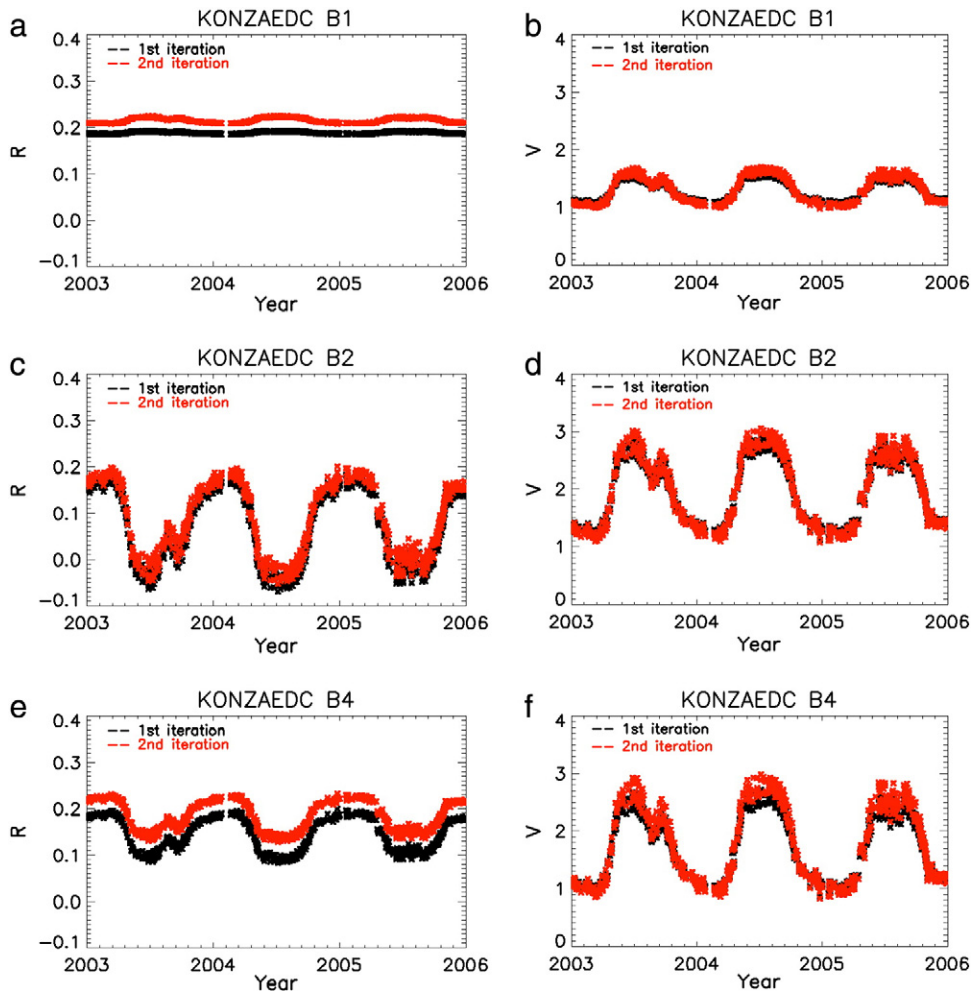 a
KONZAEDC B1
0.4
0.3
0.2
0.1
0.0
−0.1
R
1st iteration
2nd iteration
2003
2004
2005
2006
Year
b
KONZAEDC B1
4
3
2
1
0
V
1st iteration
2nd iteration
2003
2004
2005
2006
Year
c
KONZAEDC B2
0.4
0.3
0.2
0.1
0.0
−0.1
R
1st iteration
2nd iteration
2003
2004
2005
2006
Year
d
KONZAEDC B2
4
3
2
1
0
V
1st iteration
2nd iteration
2003
2004
2005
2006
Year
e
KONZAEDC B4
0.4
0.3
0.2
0.1
0.0
−0.1
R
1st iteration
2nd iteration
2003
2004
2005
2006
Year
f
KONZAEDC B4
4
3
2
1
0
V
1st iteration
2nd iteration
2003
2004
2005
2006
Year